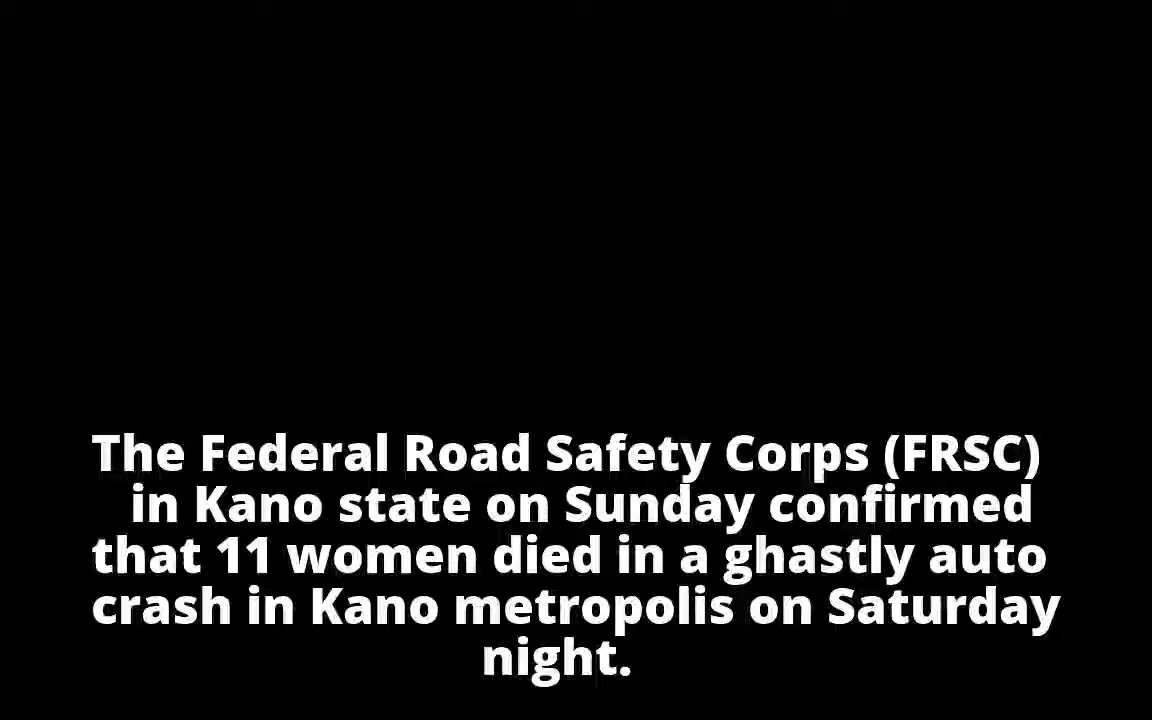 The Federal Road Safety Corps (FRSC)
in Kano state on Sunday confirmed
that 11 women died in a ghastly auto
crash in Kano metropolis on Saturday
night.